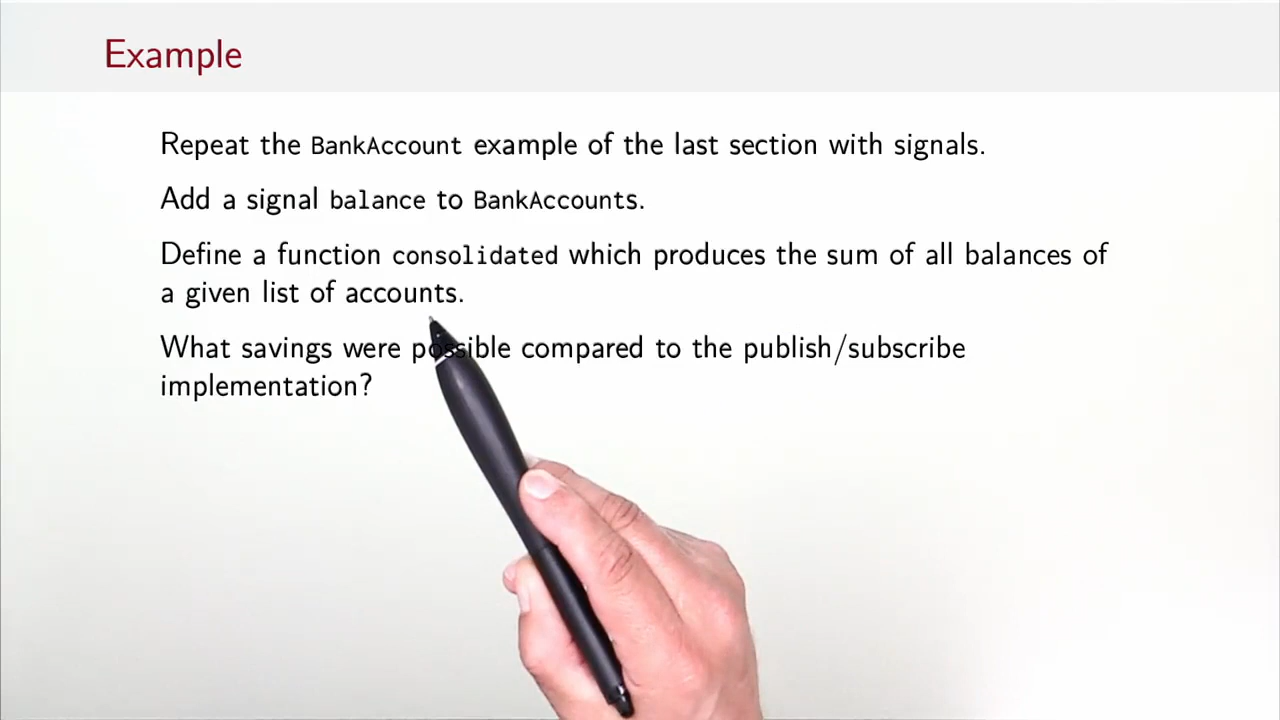 Example
Repeat the BankAccount example of the last section with signals.
Add a signal balance to BankAccounts.
Define a function consolidated which produces the sum of all balances of
a given list of accounts.
What savings were possible compared to the publish/subscribe
implementation?